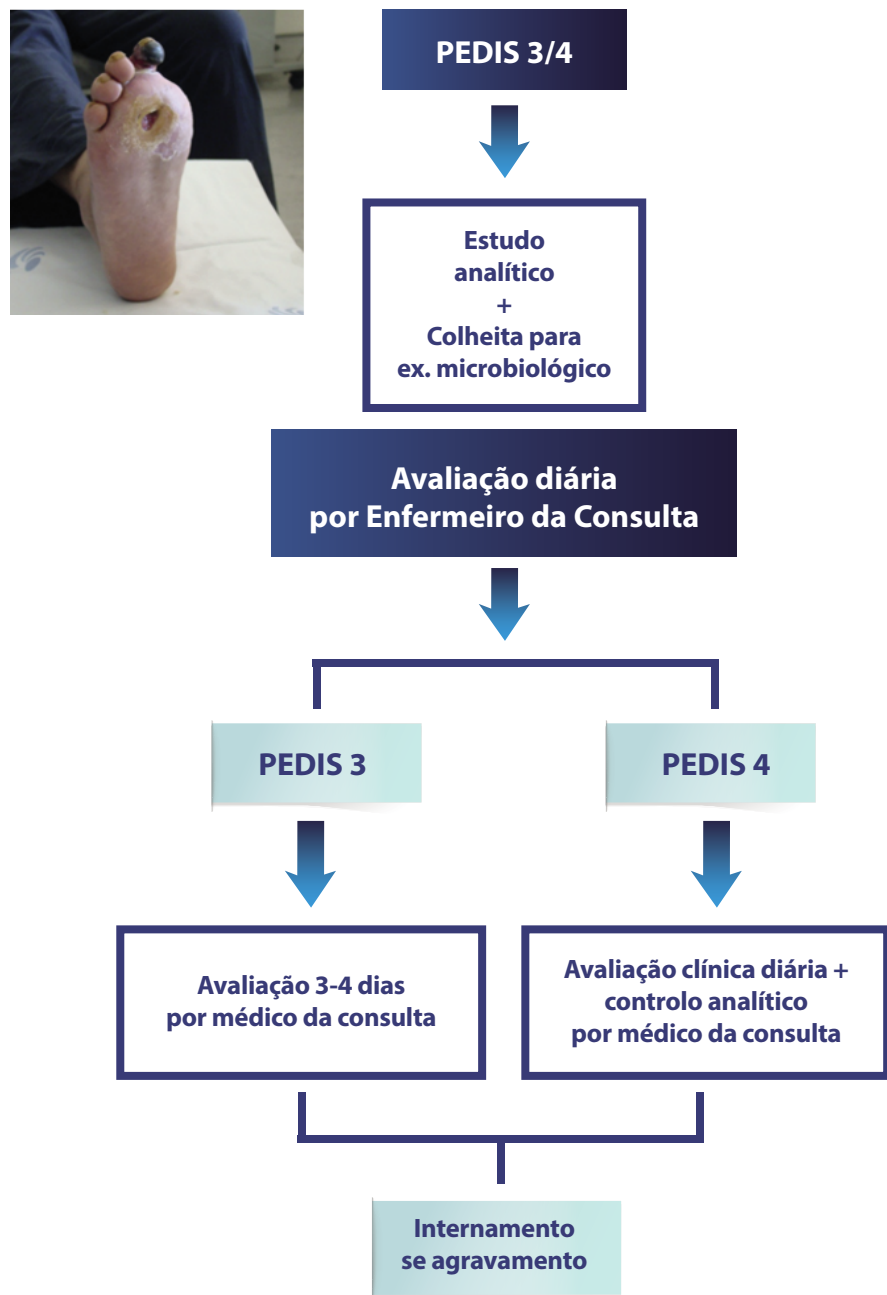 PEDIS 3/4
Estudo
analítico
+
Colheita para
ex. microbiológico
Avaliação diária
por Enfermeiro da Consulta
PEDIS 3
PEDIS 4
Avaliação 3-4 dias
por médico da consulta
Avaliação clínica diária +
controlo analítico
por médico da consulta
Internamento
se agravamento